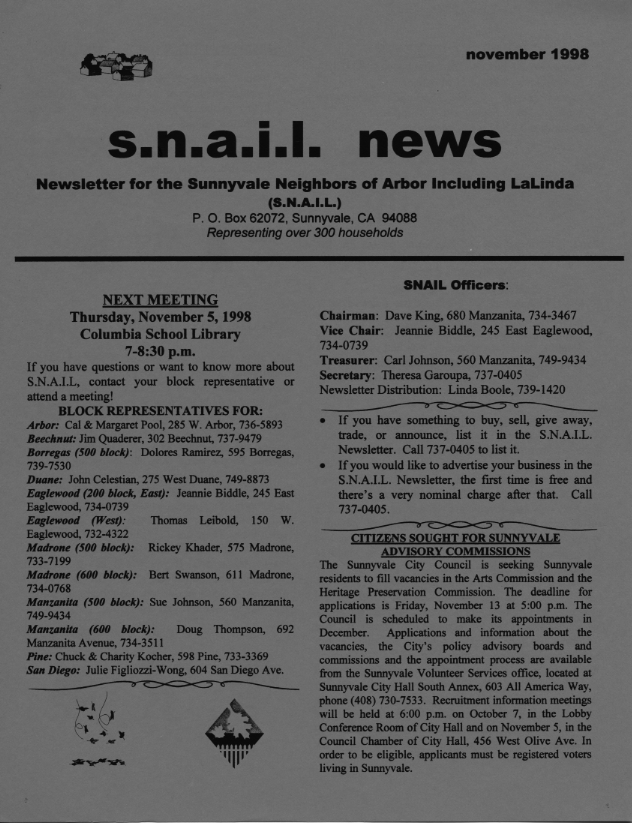 november 1998
s.n.a.i.l. news
Newsletter for the Sunnyvale Neighbors of Arbor Including LaLinda
(S.N.A.I.L.)
P. O. Box 62072, Sunnyvale, CA 94088
Representing over 300 households
NEXT MEETING
Thursday, November 5, 1998
Columbia School Library
7-8:30 p.m.
If you have questions or want to know more about
S.N.A.I.L, contact your block representative or
attend a meeting!
BLOCK REPRESENTATIVES FOR:
Arbor: Cal & Margaret Pool, 285 W. Arbor, 736-5893
Beechnut: Jim Quaderer, 302 Beechnut, 737-9479
Borregas (500 block): Dolores Ramirez, 595 Borregas,
739-7530
Duane: John Celestian, 275 West Duane, 749-8873
Eaglewood (200 block, East): Jeannie Biddle, 245 East
Eaglewood, 734-0739
Eaglewood (West): Thomas Leibold, 150 W.
Eaglewood, 732-4322
Madrone (500 block): Rickey Khader, 575 Madrone,
733-7199
Madrone (600 block): Bert Swanson, 611 Madrone,
734-0768
Manzanita (500 block): Sue Johnson, 560 Manzanita,
749-9434
Manzanita (600 block): Doug Thompson, 692
Manzanita Avenue, 734-3511
Pine: Chuck & Charity Kocher, 598 Pine, 733-3369
San Diego: Julie Figliozzi-Wong, 604 San Diego Ave.
SNAIL Officers:
Chairman: Dave King, 680 Manzanita, 734-3467
Vice Chair: Jeannie Biddle, 245 East Eaglewood,
734-0739
Treasurer: Carl Johnson, 560 Manzanita, 749-9434
Secretary: Theresa Garoupa, 737-0405
Newsletter Distribution: Linda Boole, 739-1420
• If you have something to buy, sell, give away,
trade, or announce, list it in the S.N.A.I.L.
Newsletter. Call 737-0405 to list it.
• If you would like to advertise your business in the
S.N.A.I.L. Newsletter, the first time is free and
there's a very nominal charge after that. Call
737-0405.
CITIZENS SOUGHT FOR SUNNYVALE
ADVISORY COMMISSIONS
The Sunnyvale City Council is seeking Sunnyvale
residents to fill vacancies in the Arts Commission and the
Heritage Preservation Commission. The deadline for
applications is Friday, November 13 at 5:00 p.m. The
Council is scheduled to make its appointments in
December. Applications and information about the
vacancies, the City's policy advisory boards and
commissions and the appointment process are available
from the Sunnyvale Volunteer Services office, located at
Sunnyvale City Hall South Annex, 603 All America Way,
phone (408) 730-7533. Recruitment information meetings
will be held at 6:00 p.m. on October 7, in the Lobby
Conference Room of City Hall and on November 5, in the
Council Chamber of City Hall, 456 West Olive Ave. In
order to be eligible, applicants must be registered voters
living in Sunnyvale.